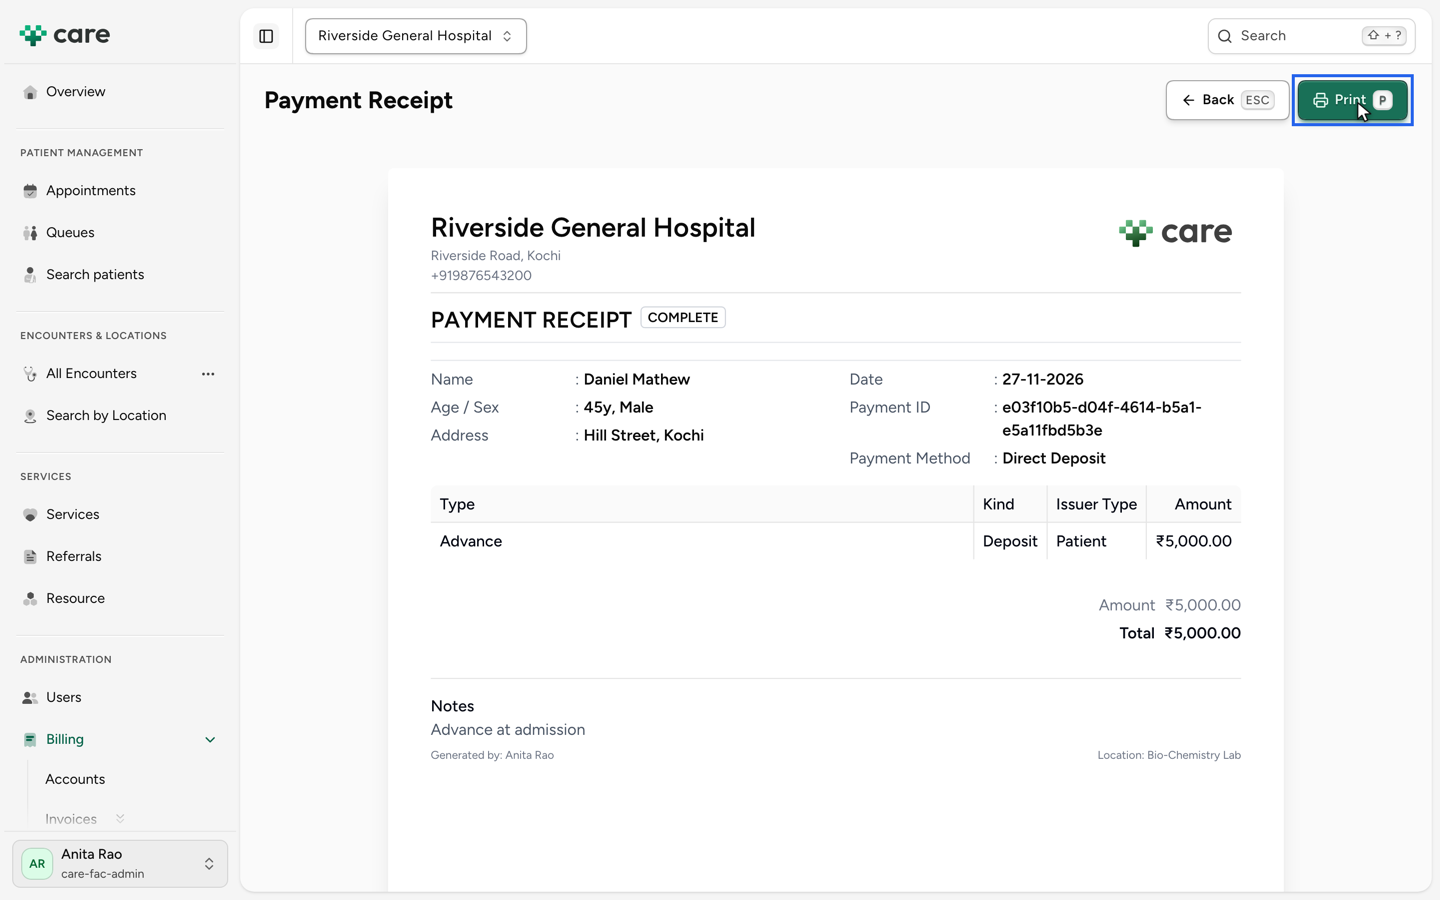 care
Riverside General Hospital
Search
⇧ + ?
Overview
PATIENT MANAGEMENT
Appointments
Queues
Search patients
ENCOUNTERS & LOCATIONS
All Encounters
Search by Location
SERVICES
Services
Referrals
Resource
ADMINISTRATION
Users
Billing
Accounts
Invoices
AR
Anita Rao
care-fac-admin
Payment Receipt
Back ESC
Print P
Riverside General Hospital
care
Riverside Road, Kochi
+919876543200
PAYMENT RECEIPT COMPLETE
Name : Daniel Mathew
Age / Sex : 45y, Male
Address : Hill Street, Kochi
Date : 27-11-2026
Payment ID : e03f10b5-d04f-4614-b5a1-
e5a11fbd5b3e
Payment Method : Direct Deposit
Type Kind Issuer Type Amount
Advance Deposit Patient ₹5,000.00
Amount ₹5,000.00
Total ₹5,000.00
Notes
Advance at admission
Generated by: Anita Rao
Location: Bio-Chemistry Lab